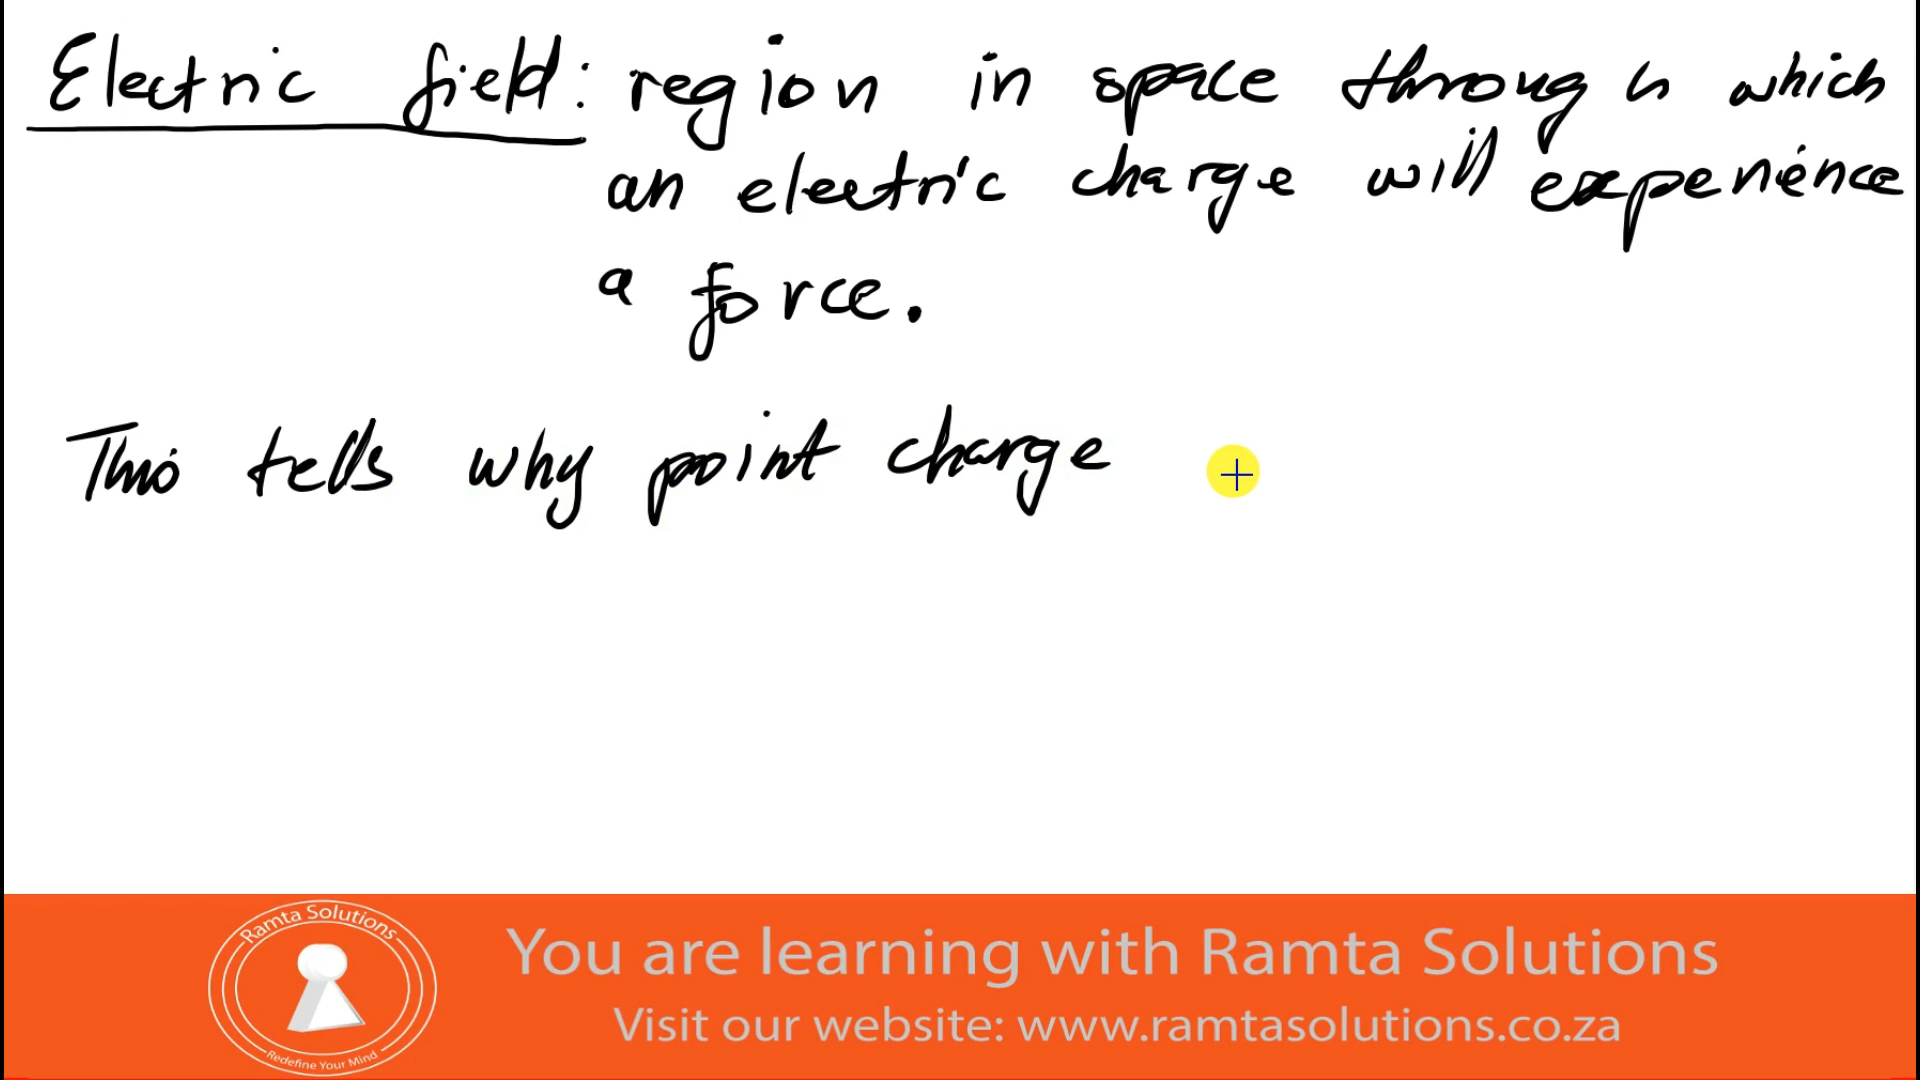 Electric field: region in space through which
an electric charge will experience
a force.
This tells why point charge
Ramta Solutions
Redefine Your Mind
You are learning with Ramta Solutions
Visit our website: www.ramtasolutions.co.za